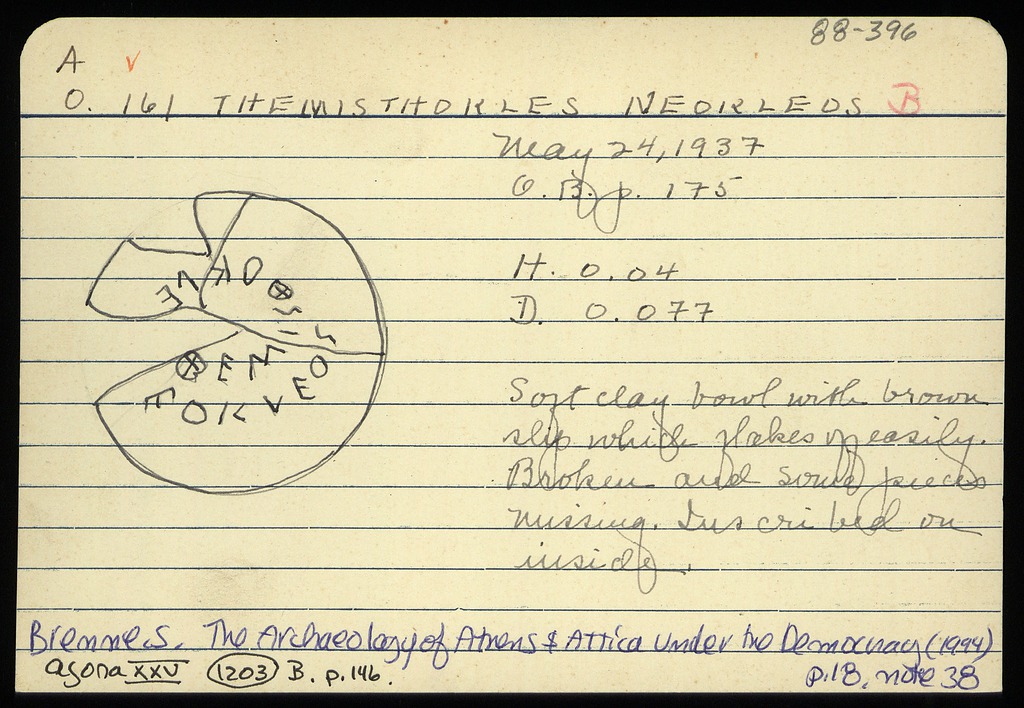 88-396
A v
O. 161 THEMISTHOKLES NEOKLEOS B
May 24, 1937
O.B. p. 175
H. 0.04
D. 0.077
Soft clay bowl with brown
slip which flakes off easily.
Broken and some pieces
missing. Inscribed on
inside.
Brenne S. The Archaeology of Athens & Attica under the Democracy (1994)
p.18, note 38
Agora XXV (1203) B. p.146.